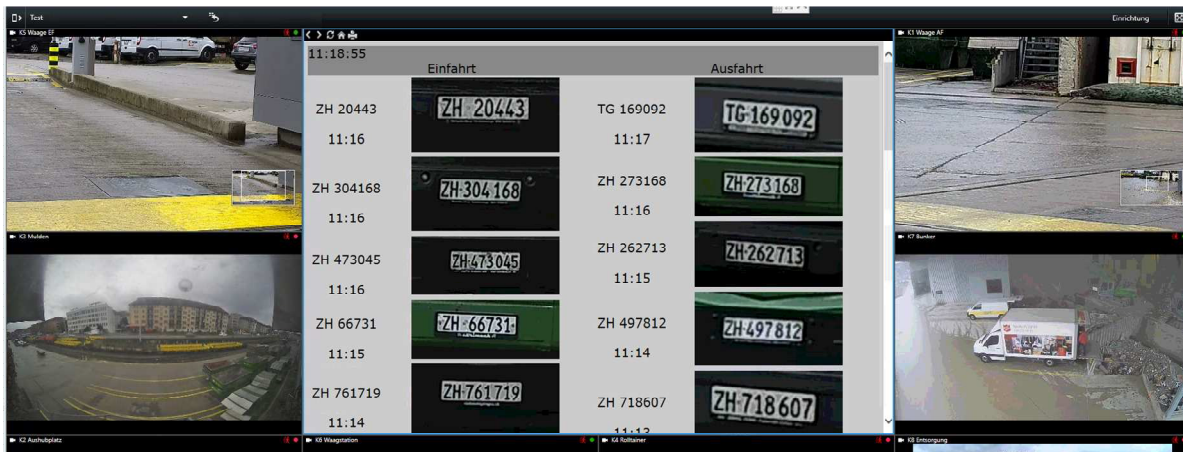 Test
Einrichtung
K5 Waage EF
K1 Waage AF
11:18:55
Einfahrt Ausfahrt
ZH 20443 ZH 20443 TG 169092 TG 169092
11:16 11:17
ZH 304168 ZH 304168 ZH 273168 ZH 273168
11:16 11:16
ZH 473045 ZH 473045 ZH 262713 ZH 262713
11:16 11:15
ZH 66731 ZH 66731 ZH 497812 ZH 497812
11:15 11:14
ZH 761719 ZH 761719 ZH 718607 ZH 718607
11:14 11:13
K3 Mulden
K7 Bunker
K2 Aushubplatz
K6 Waagstation
K4 Rolltainer
K8 Entsorgung